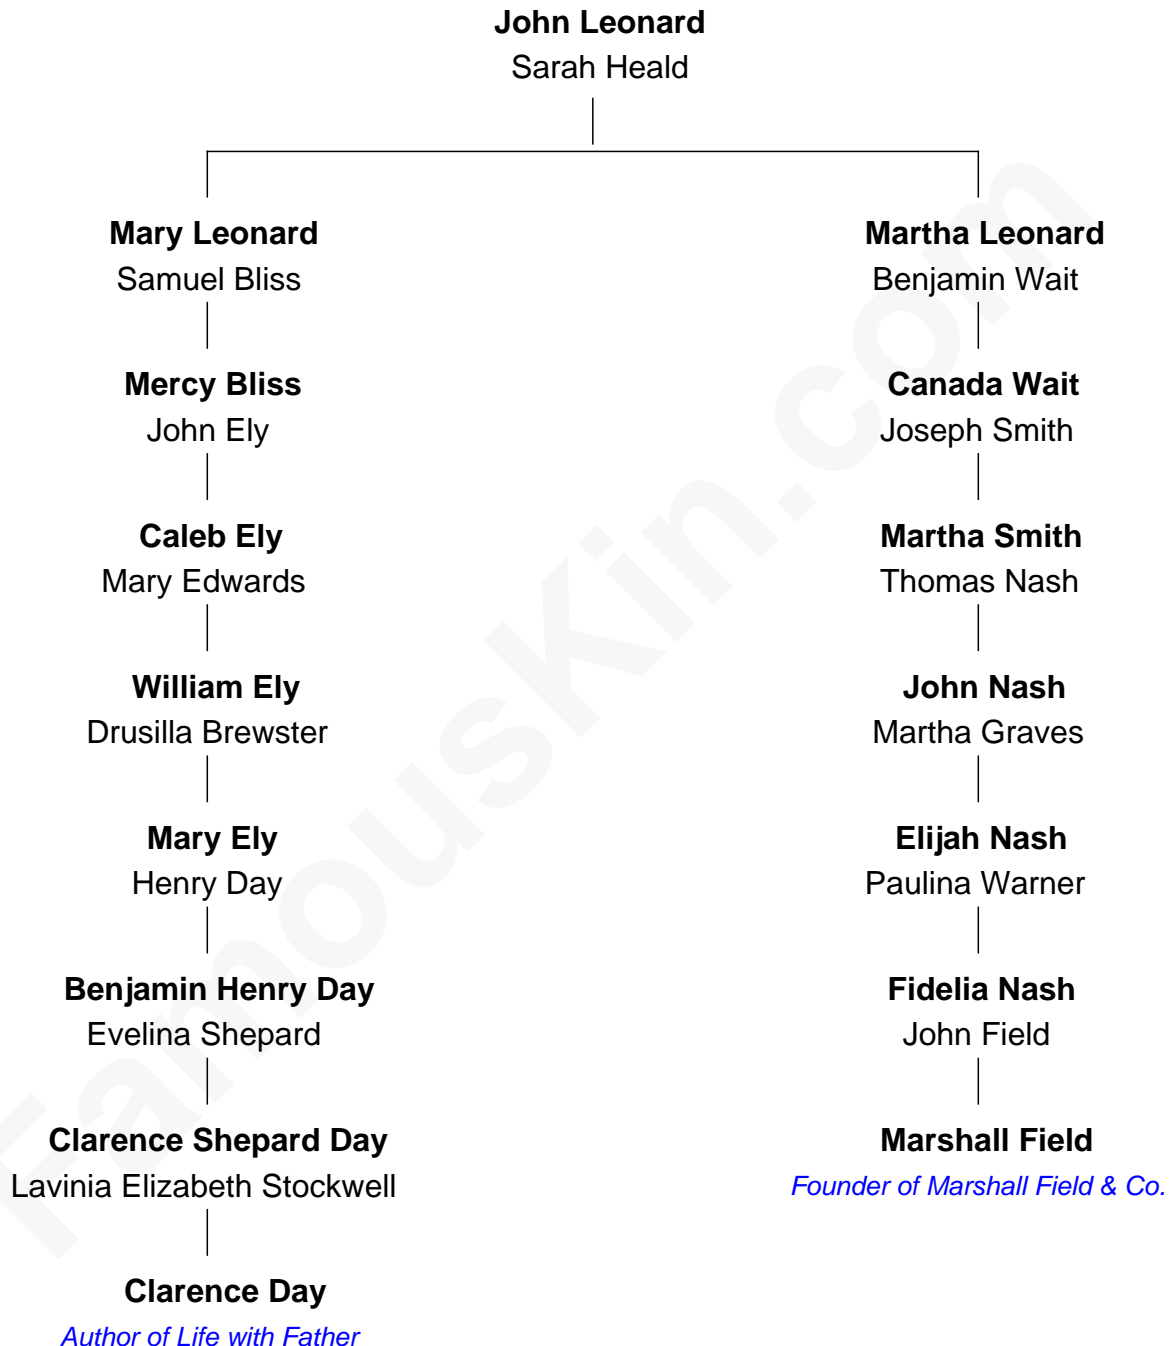 John Leonard
Sarah Heald
Mary Leonard
Samuel Bliss
Martha Leonard
Benjamin Wait
Mercy Bliss
John Ely
Canada Wait
Joseph Smith
Caleb Ely
Mary Edwards
Martha Smith
Thomas Nash
William Ely
Drusilla Brewster
John Nash
Martha Graves
Mary Ely
Henry Day
Elijah Nash
Paulina Warner
Benjamin Henry Day
Evelina Shepard
Fidelia Nash
John Field
Clarence Shepard Day
Lavinia Elizabeth Stockwell
Marshall Field
Founder of Marshall Field & Co.
Clarence Day
Author of Life with Father
FamousKin.com